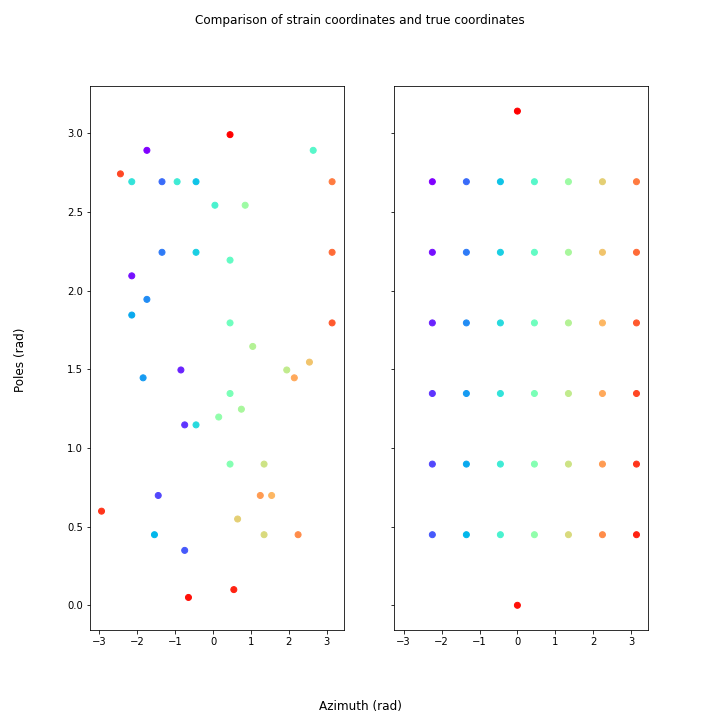 Comparison of strain coordinates and true coordinates
Poles (rad)
3.0
2.5
2.0
1.5
1.0
0.5
0.0
−3 −2 −1 0 1 2 3
−3 −2 −1 0 1 2 3
Azimuth (rad)